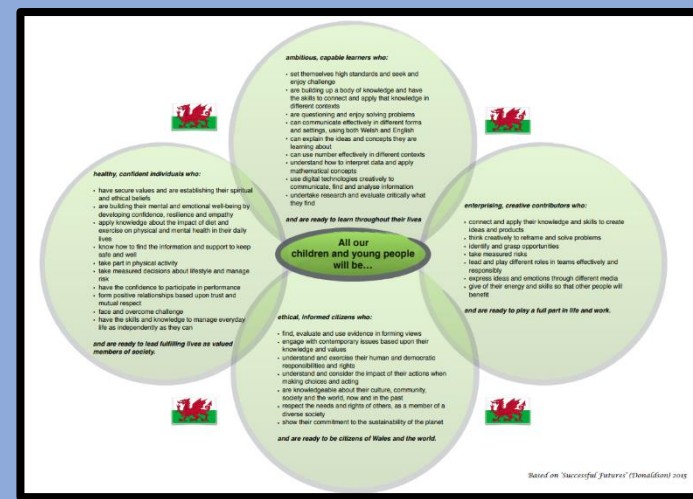 ambitious, capable learners who:
• set themselves high standards and seek and
enjoy challenge
• are building up a body of knowledge and have
the skills to connect and apply that knowledge in
different contexts
• are questioning and enjoy solving problems
• can communicate effectively in different forms
and settings, using both Welsh and English
• can explain the ideas and concepts they are
learning about
• can use number effectively in different contexts
• understand how to interpret data and apply
mathematical concepts
• use digital technologies creatively to
communicate, find and analyse information
• undertake research and evaluate critically what
they find
and are ready to learn throughout their lives
healthy, confident individuals who:
• have secure values and are establishing their spiritual
and ethical beliefs
• are building their mental and emotional well-being by
developing confidence, resilience and empathy
• apply knowledge about the impact of diet and
exercise on physical and mental health in their daily
lives
• know how to find the information and support to keep
safe and well
• take part in physical activity
• take measured decisions about lifestyle and manage
risk
• have the confidence to participate in performance
• form positive relationships based upon trust and
mutual respect
• face and overcome challenge
• have the skills and knowledge to manage everyday
life as independently as they can
and are ready to lead fulfilling lives as valued
members of society.
All our
children and young people
will be…
enterprising, creative contributors who:
• connect and apply their knowledge and skills to create
ideas and products
• think creatively to reframe and solve problems
• identify and grasp opportunities
• take measured risks
• lead and play different roles in teams effectively and
responsibly
• express ideas and emotions through different media
• give of their energy and skills so that other people will
benefit
and are ready to play a full part in life and work.
ethical, informed citizens who:
• find, evaluate and use evidence in forming views
• engage with contemporary issues based upon their
knowledge and values
• understand and exercise their human and democratic
responsibilities and rights
• understand and consider the impact of their actions when
making choices and acting
• are knowledgeable about their culture, community,
society and the world, now and in the past
• respect the needs and rights of others, as a member of a
diverse society
• show their commitment to the sustainability of the planet
and are ready to be citizens of Wales and the world.
Based on 'Successful Futures' (Donaldson) 2015